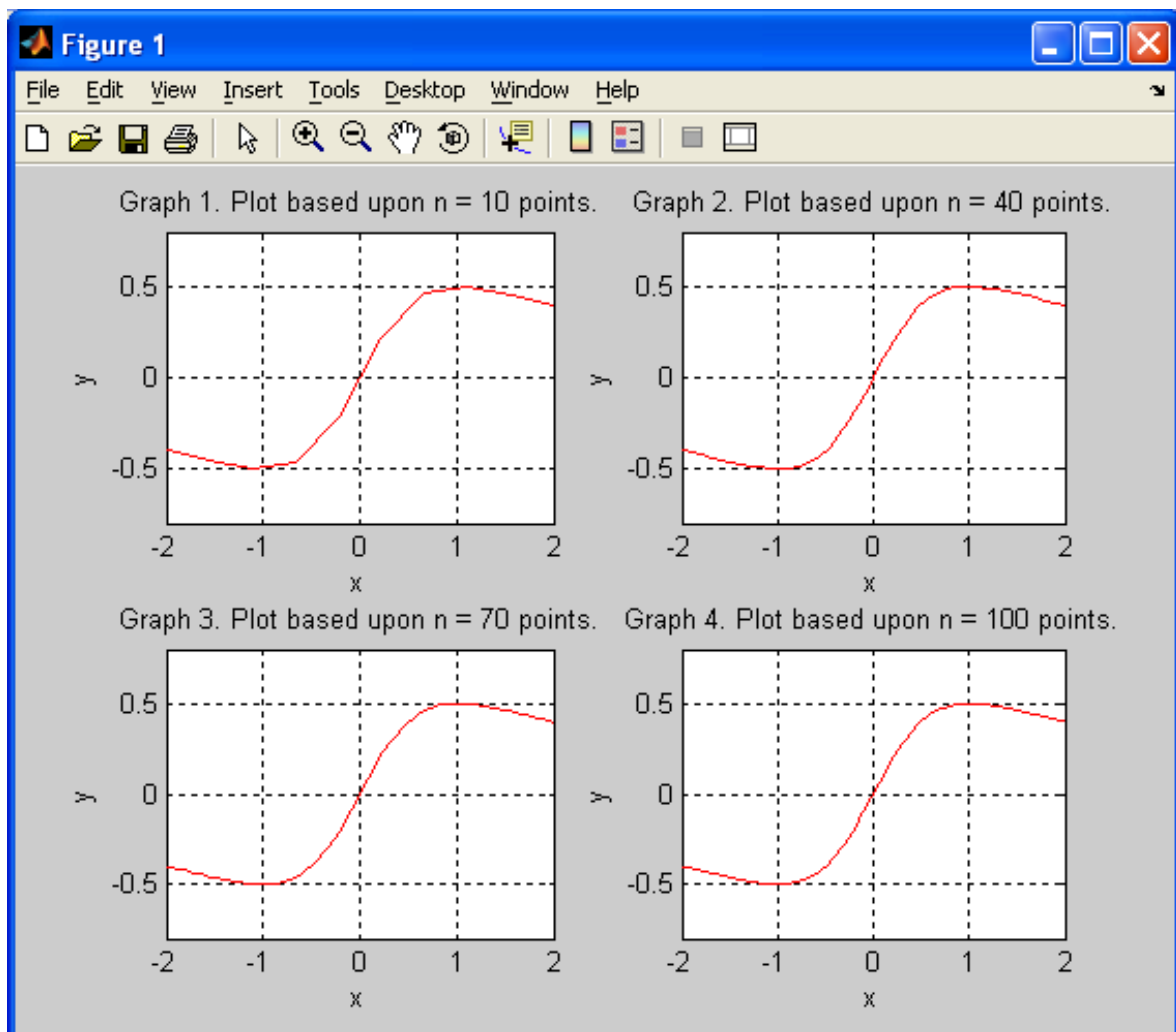 Figure 1
File Edit View Insert Tools Desktop Window Help
Graph 1. Plot based upon n = 10 points.
0.5
0
-0.5
y
-2 -1 0 1 2
x
Graph 2. Plot based upon n = 40 points.
0.5
0
-0.5
y
-2 -1 0 1 2
x
Graph 3. Plot based upon n = 70 points.
0.5
0
-0.5
y
-2 -1 0 1 2
x
Graph 4. Plot based upon n = 100 points.
0.5
0
-0.5
y
-2 -1 0 1 2
x